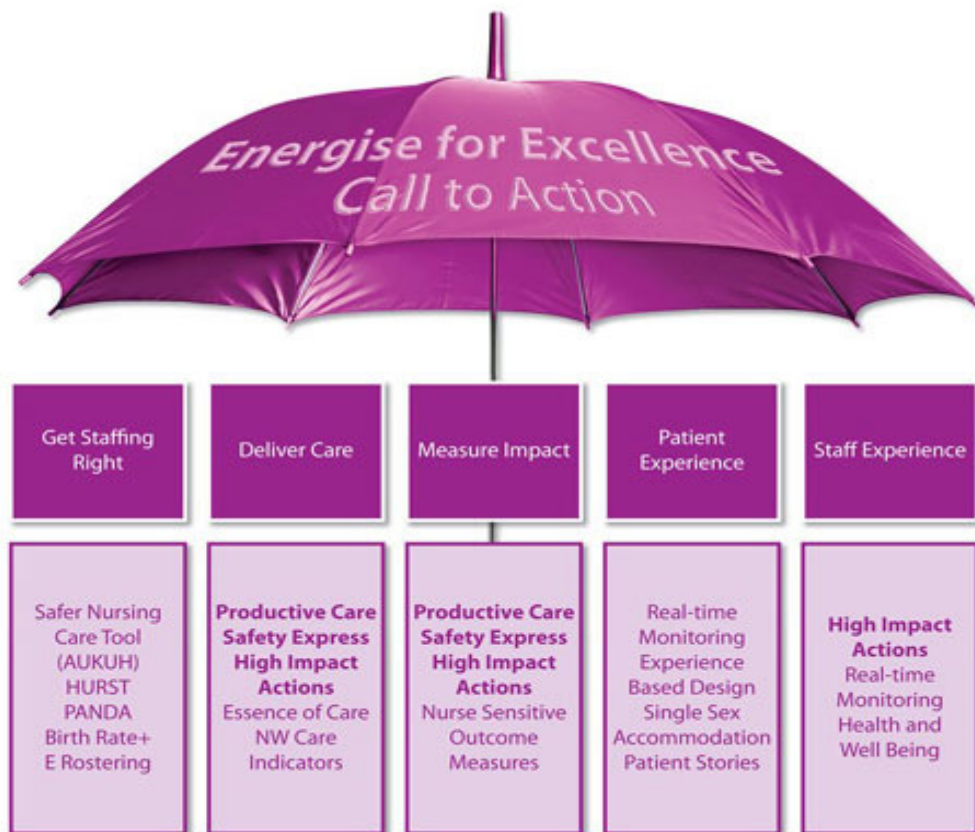 Energise for Excellence
Call to Action
Get Staffing
Right
Deliver Care
Measure Impact
Patient
Experience
Staff Experience
Safer Nursing
Care Tool
(AUKUH)
HURST
PANDA
Birth Rate+
E Rostering
Productive Care
Safety Express
High Impact
Actions
Essence of Care
NW Care
Indicators
Productive Care
Safety Express
High Impact
Actions
Nurse Sensitive
Outcome
Measures
Real-time
Monitoring
Experience
Based Design
Single Sex
Accommodation
Patient Stories
High Impact
Actions
Real-time
Monitoring
Health and
Well Being